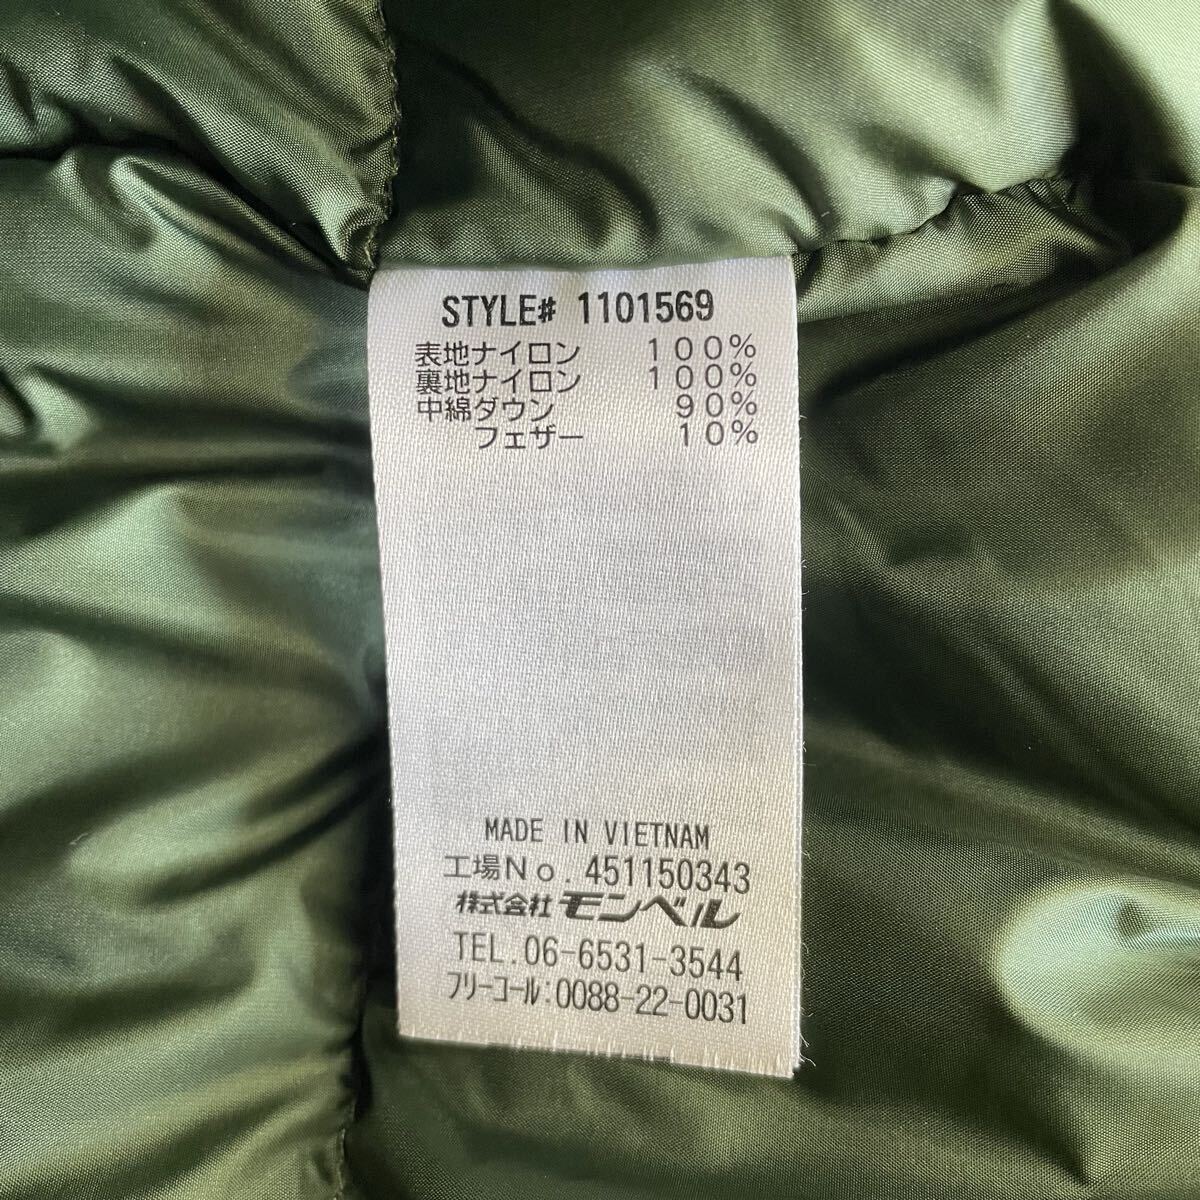 STYLE# 1101569
表地ナイロン 100%
裏地ナイロン 100%
中綿ダウン 90%
フェザー 10%
MADE IN VIETNAM
工場No. 451150343
株式会社 モンベル
TEL.06-6531-3544
フリーコール:0088-22-0031